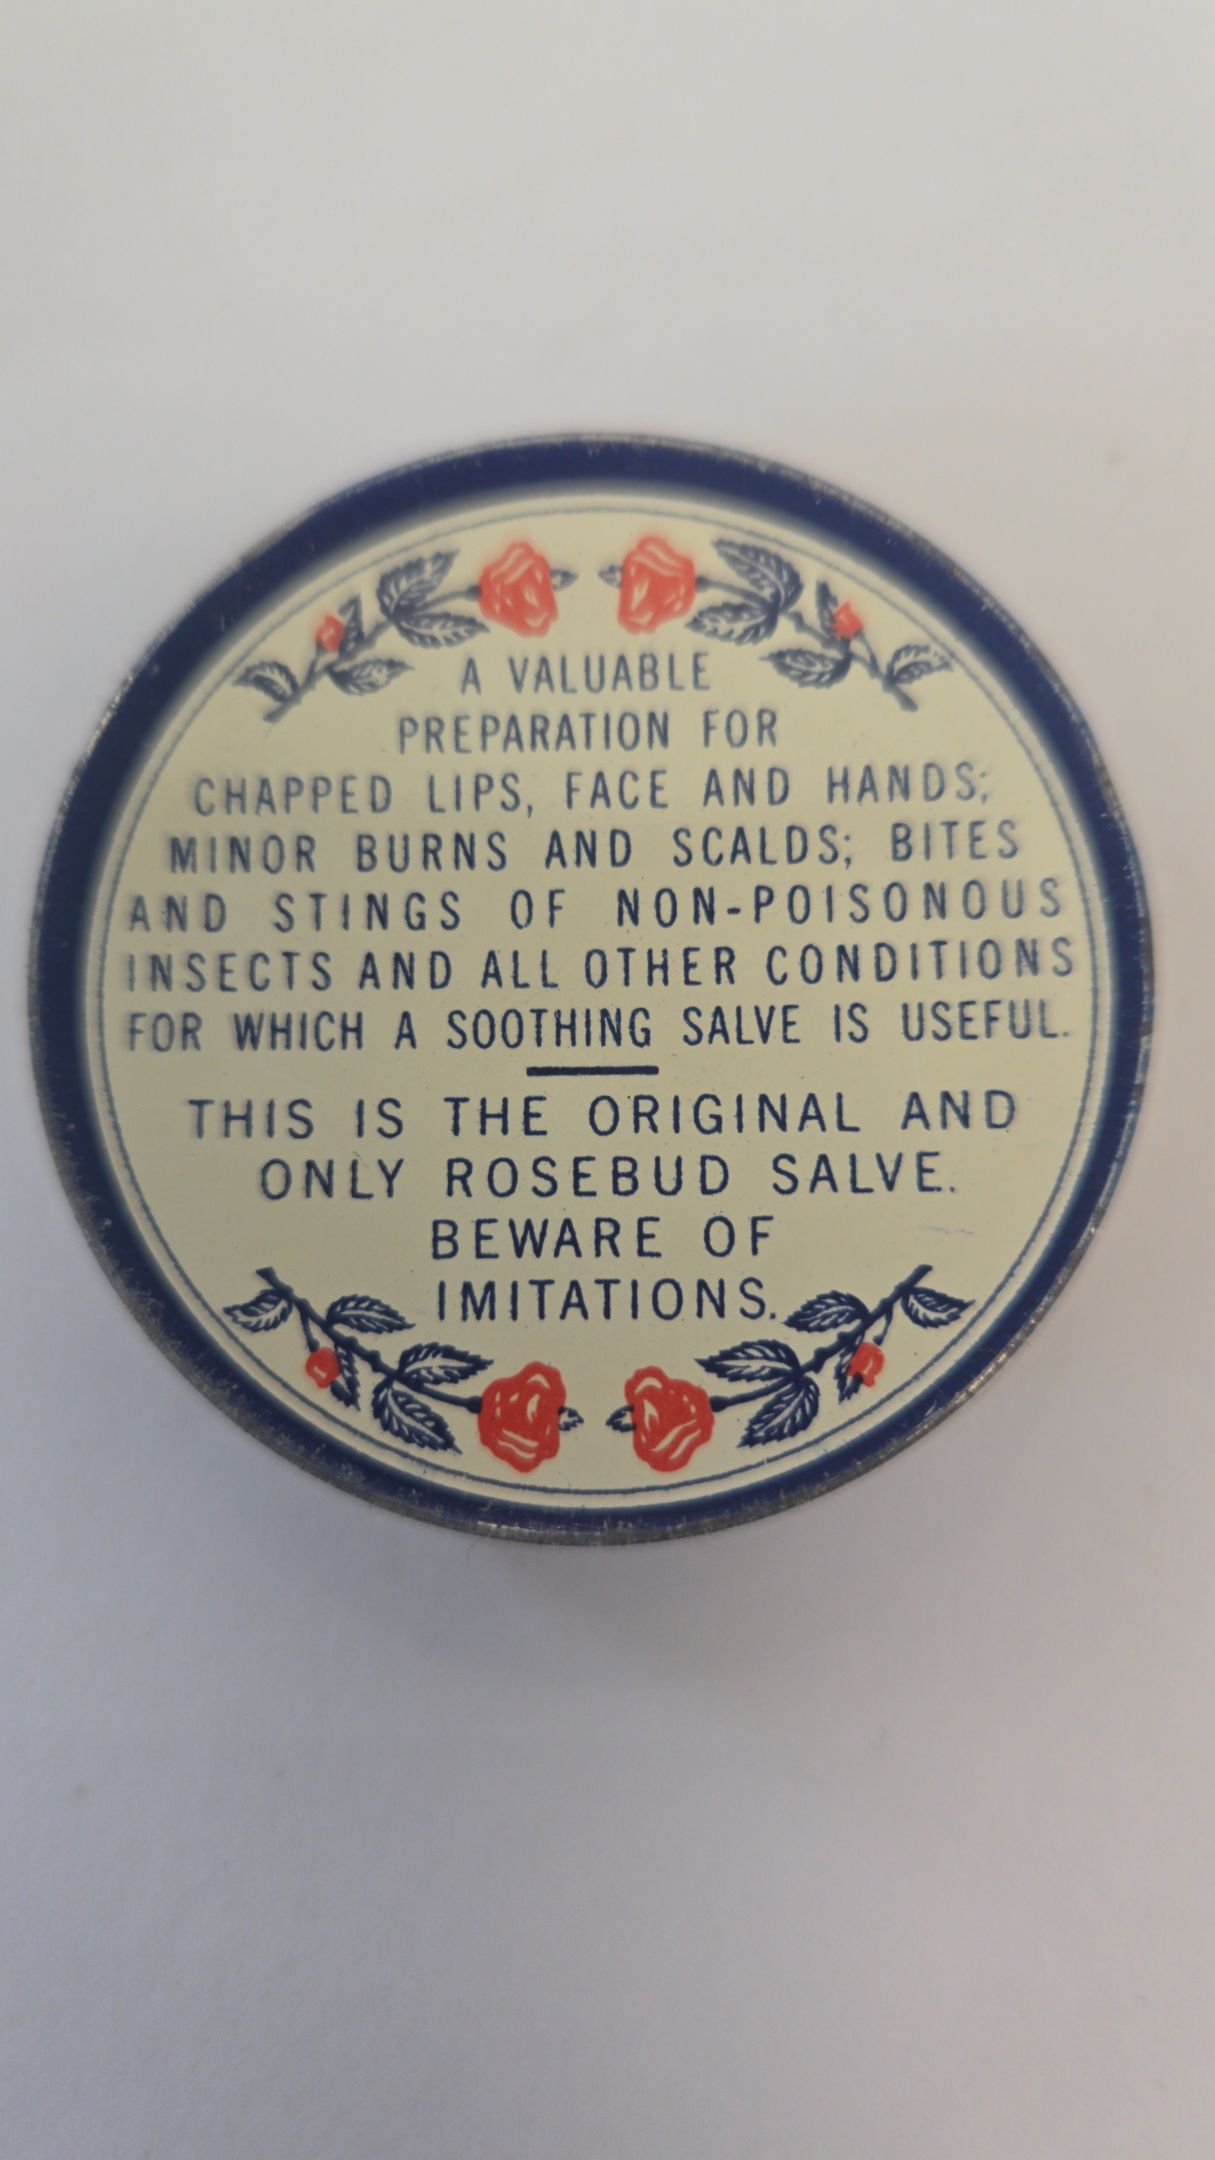 A VALUABLE
PREPARATION FOR
CHAPPED LIPS, FACE AND HANDS;
MINOR BURNS AND SCALDS; BITES
AND STINGS OF NON-POISONOUS
INSECTS AND ALL OTHER CONDITIONS
FOR WHICH A SOOTHING SALVE IS USEFUL.
THIS IS THE ORIGINAL AND
ONLY ROSEBUD SALVE.
BEWARE OF
IMITATIONS.